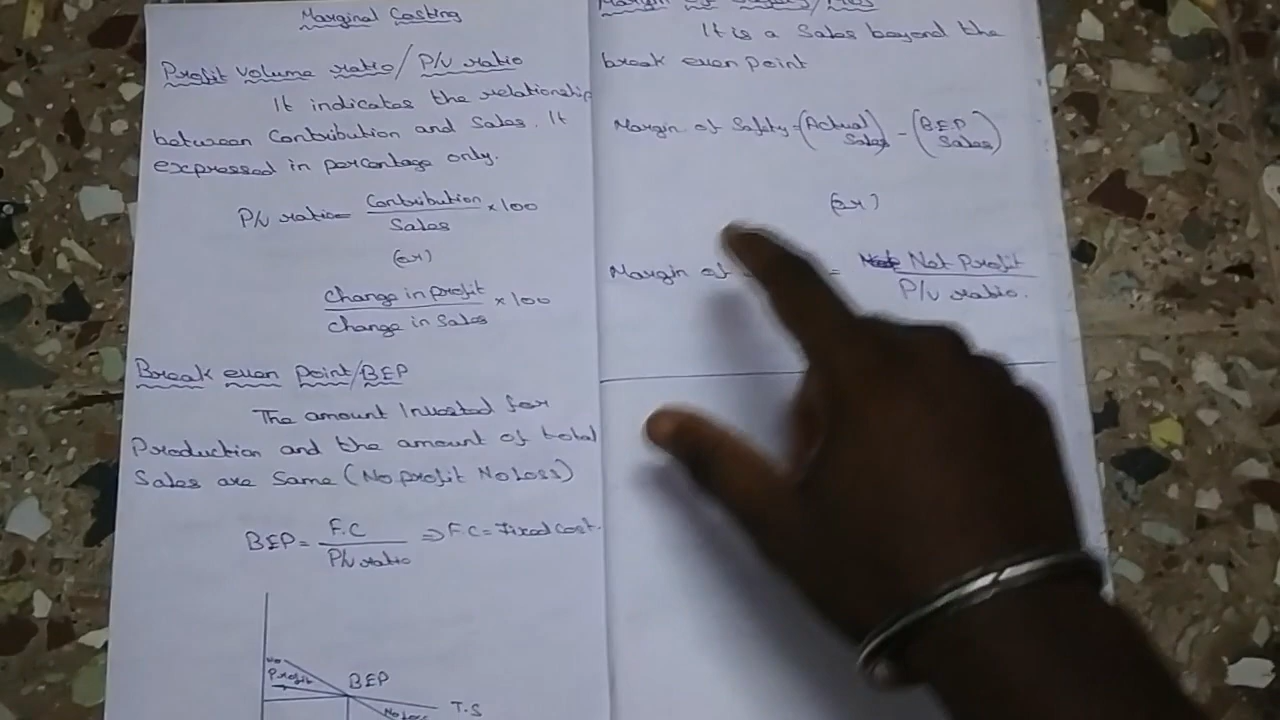 Marginal Costing
Profit volume ratio/P/V ratio
It indicates the relationship
between Contribution and Sales. It
expressed in percentage only.
P/V ratio= Contribution/Sales ×100
(or)
change in profit/change in Sales ×100
Break even Point/BEP
The amount Invested for
Production and the amount of total
Sales are Same (No profit No Loss)
BEP= F.C/P/V ratio ⇒ F.C = Fixed Cost.
No
Profit
BEP
T.S
No Loss
It is a Sales beyond the
break even point
Margin of Safety=(Actual Sales) - (BEP Sales)
(or)
Margin of = Net Profit/P/V ratio.